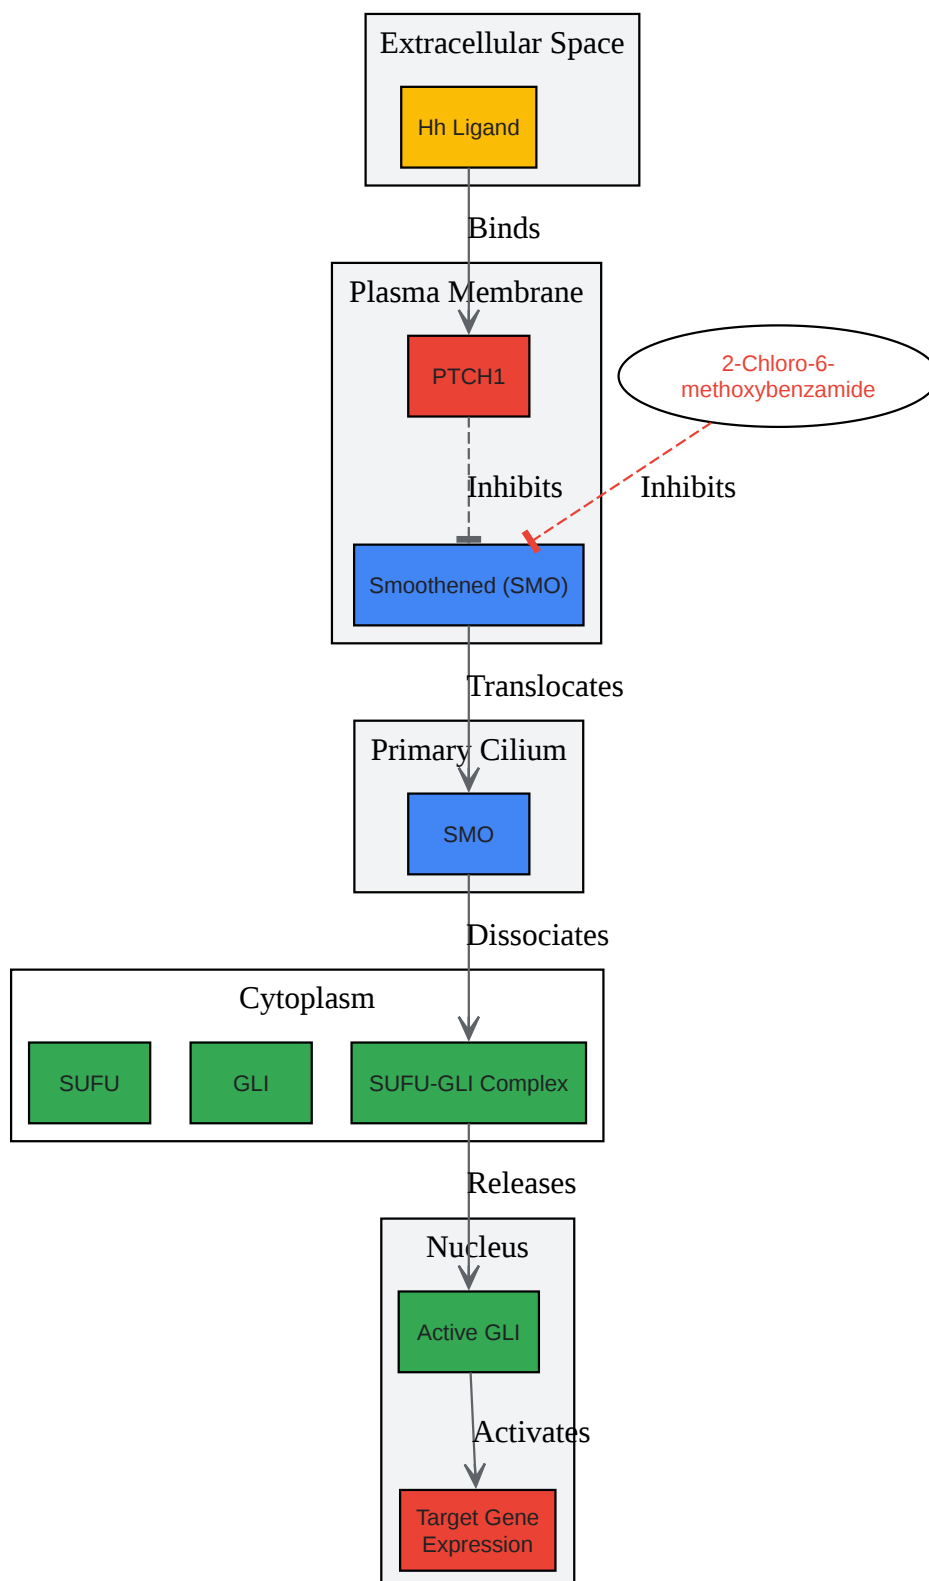 Extracellular Space
Hh Ligand
Binds
Plasma Membrane
PTCH1
2-Chloro-6-
methoxybenzamide
Inhibits
Inhibits
Smoothened (SMO)
Translocates
Primary Cilium
SMO
Dissociates
Cytoplasm
SUFU
GLI
SUFU-GLI Complex
Releases
Nucleus
Active GLI
Activates
Target Gene
Expression